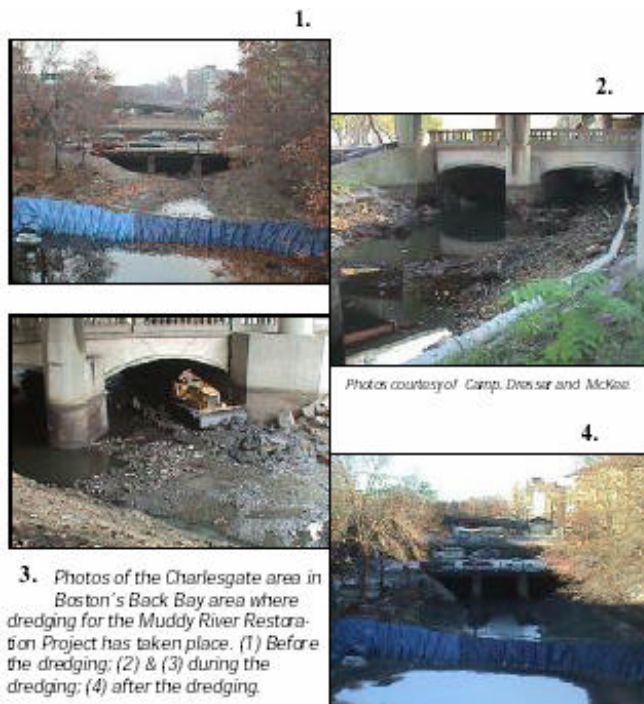 1.
2.
Photos courtesy of Camp, Dresser and McKee.
4.
3. Photos of the Charlesgate area in
Boston's Back Bay area where
dredging for the Muddy River Restora-
tion Project has taken place. (1) Before
the dredging; (2) & (3) during the
dredging; (4) after the dredging.